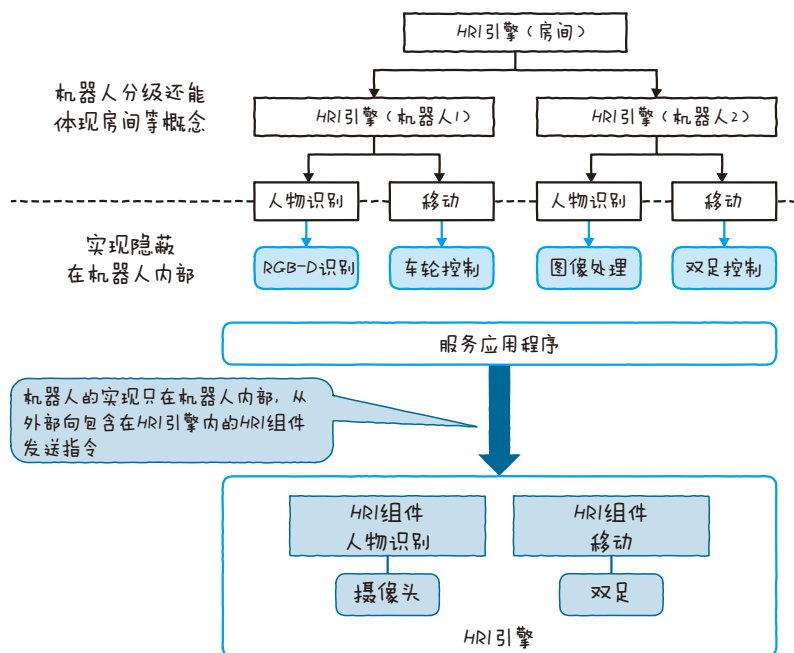 HRI引擎（房间）
机器人分级还能
体现房间等概念
HRI引擎（机器人1）
HRI引擎（机器人2）
人物识别
移动
人物识别
移动
实现隐蔽
在机器人内部
RGB-D识别
车轮控制
图像处理
双足控制
服务应用程序
机器人的实现只在机器人内部，从
外部向包含在HRI引擎内的HRI组件
发送指令
HRI组件
人物识别
HRI组件
移动
摄像头
双足
HRI引擎